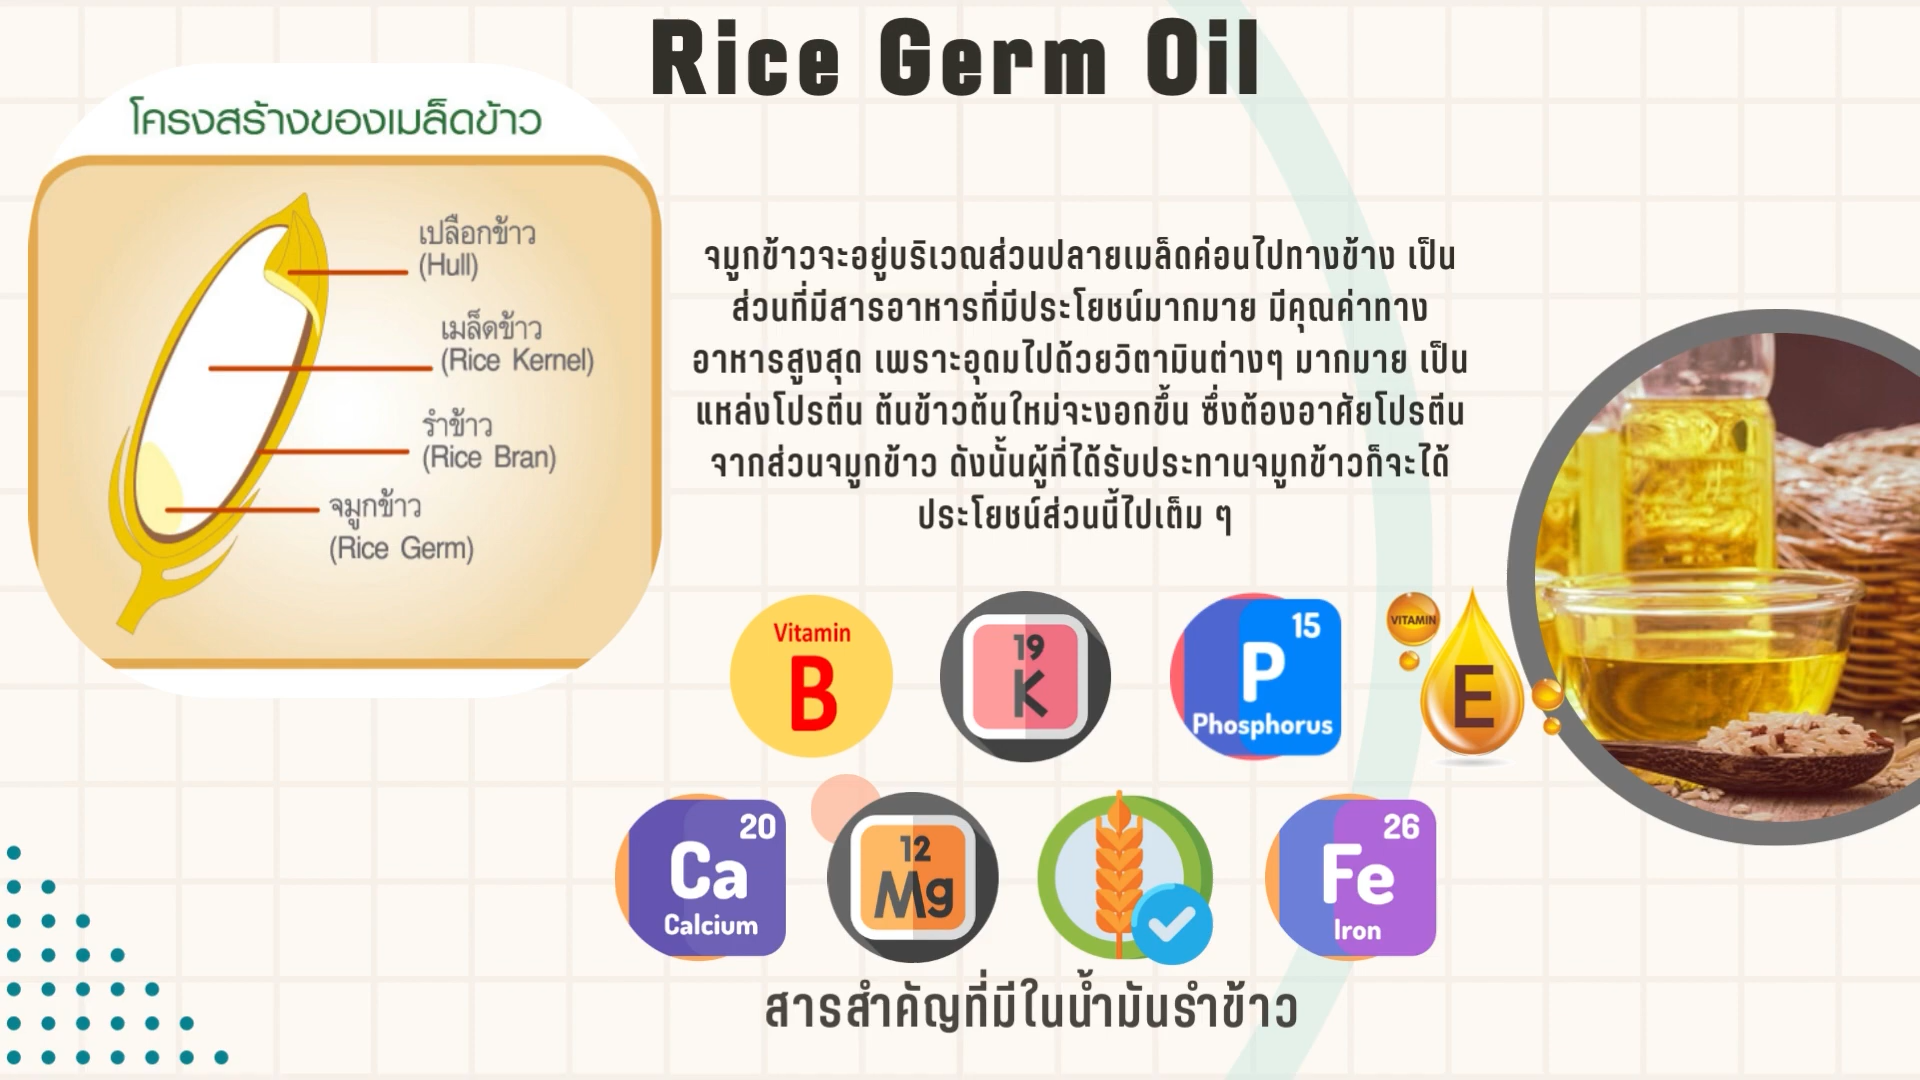 Rice Germ Oil
โครงสร้างของเมล็ดข้าว
เปลือกข้าว
(Hull)
เมล็ดข้าว
(Rice Kernel)
รำข้าว
(Rice Bran)
จมูกข้าว
(Rice Germ)
จมูกข้าวจะอยู่บริเวณส่วนปลายเมล็ดค่อนไปทางข้าง เป็น
ส่วนที่มีสารอาหารที่มีประโยชน์มากมาย มีคุณค่าทาง
อาหารสูงสุด เพราะอุดมไปด้วยวิตามินต่างๆ มากมาย เป็น
แหล่งโปรตีน ต้นข้าวต้นใหม่จะงอกขึ้น ซึ่งต้องอาศัยโปรตีน
จากส่วนจมูกข้าว ดังนั้นผู้ที่ได้รับประทานจมูกข้าวก็จะได้
ประโยชน์ส่วนนี้ไปเต็ม ๆ
Vitamin
B
19
K
15
P
Phosphorus
VITAMIN
E
20
Ca
Calcium
12
Mg
26
Fe
Iron
สารสำคัญที่มีในน้ำมันรำข้าว